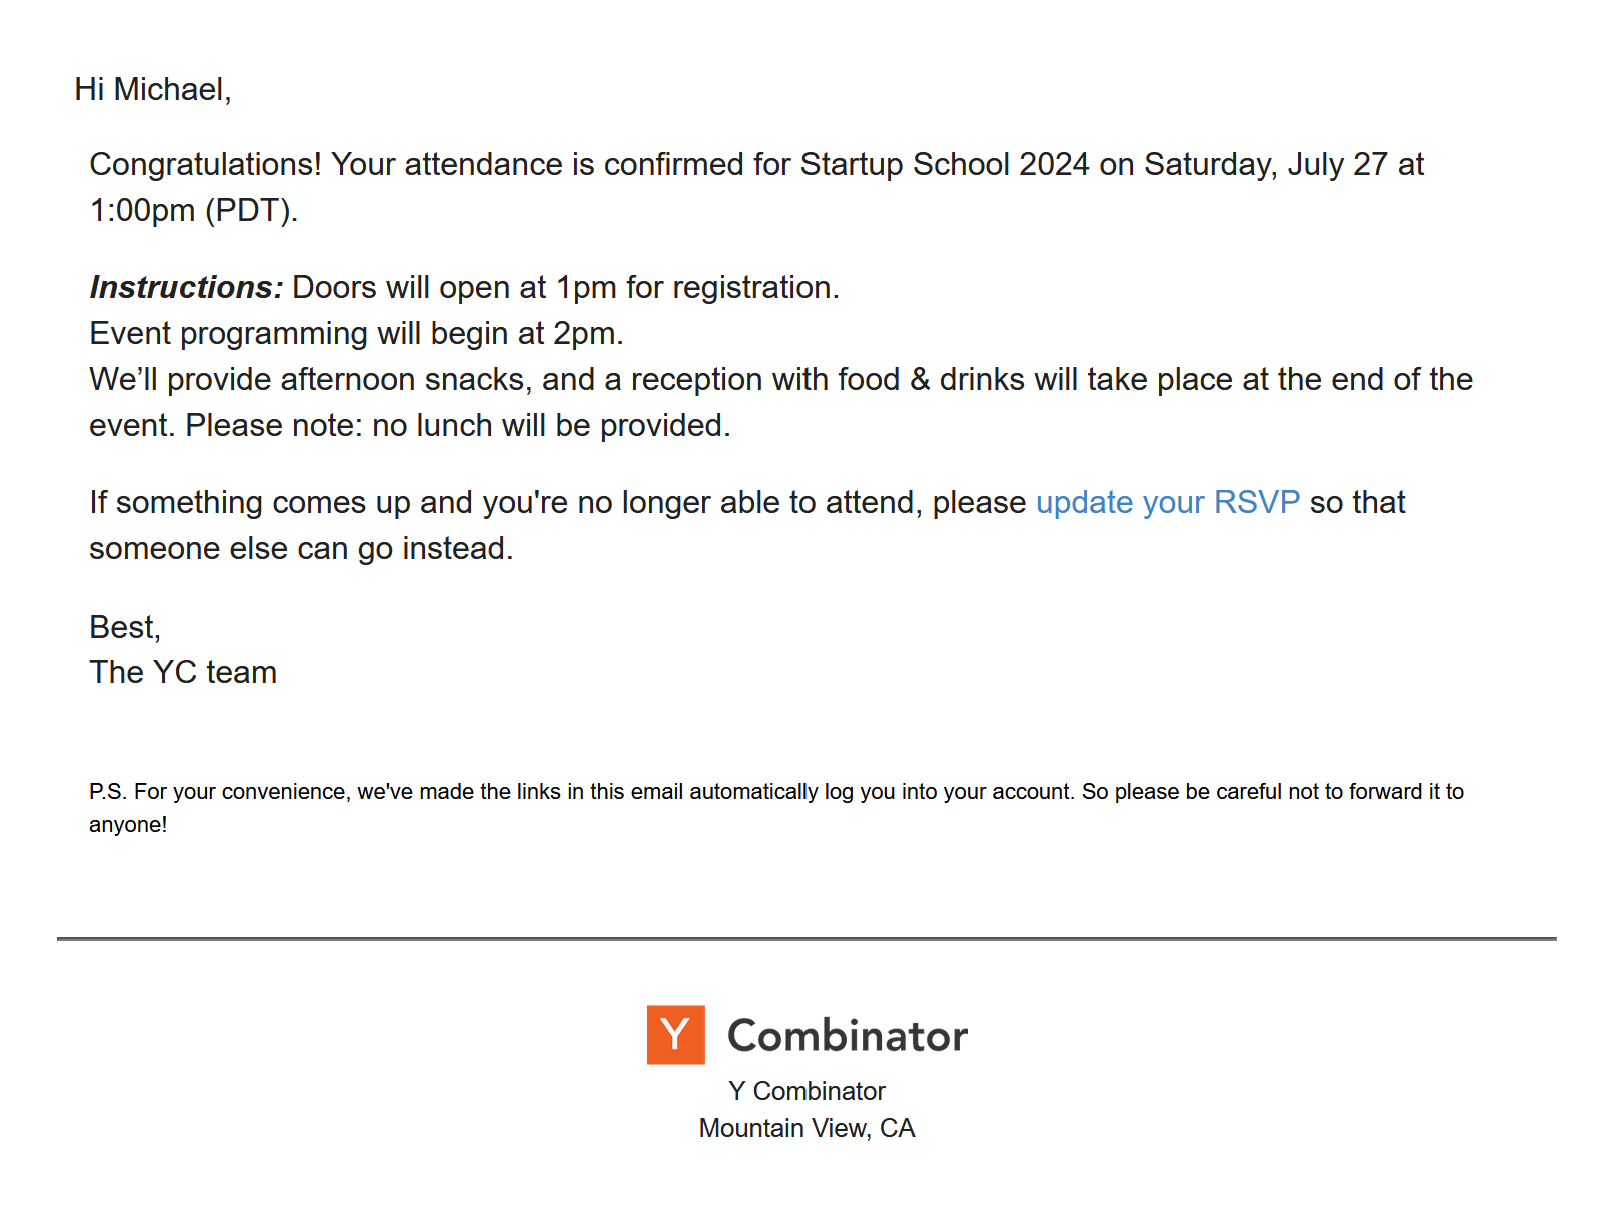 Hi Michael,
Congratulations! Your attendance is confirmed for Startup School 2024 on Saturday, July 27 at
1:00pm (PDT).
Instructions: Doors will open at 1pm for registration.
Event programming will begin at 2pm.
We’ll provide afternoon snacks, and a reception with food & drinks will take place at the end of the
event. Please note: no lunch will be provided.
If something comes up and you're no longer able to attend, please update your RSVP so that
someone else can go instead.
Best,
The YC team
P.S. For your convenience, we've made the links in this email automatically log you into your account. So please be careful not to forward it to
anyone!
Y Combinator
Y Combinator
Mountain View, CA